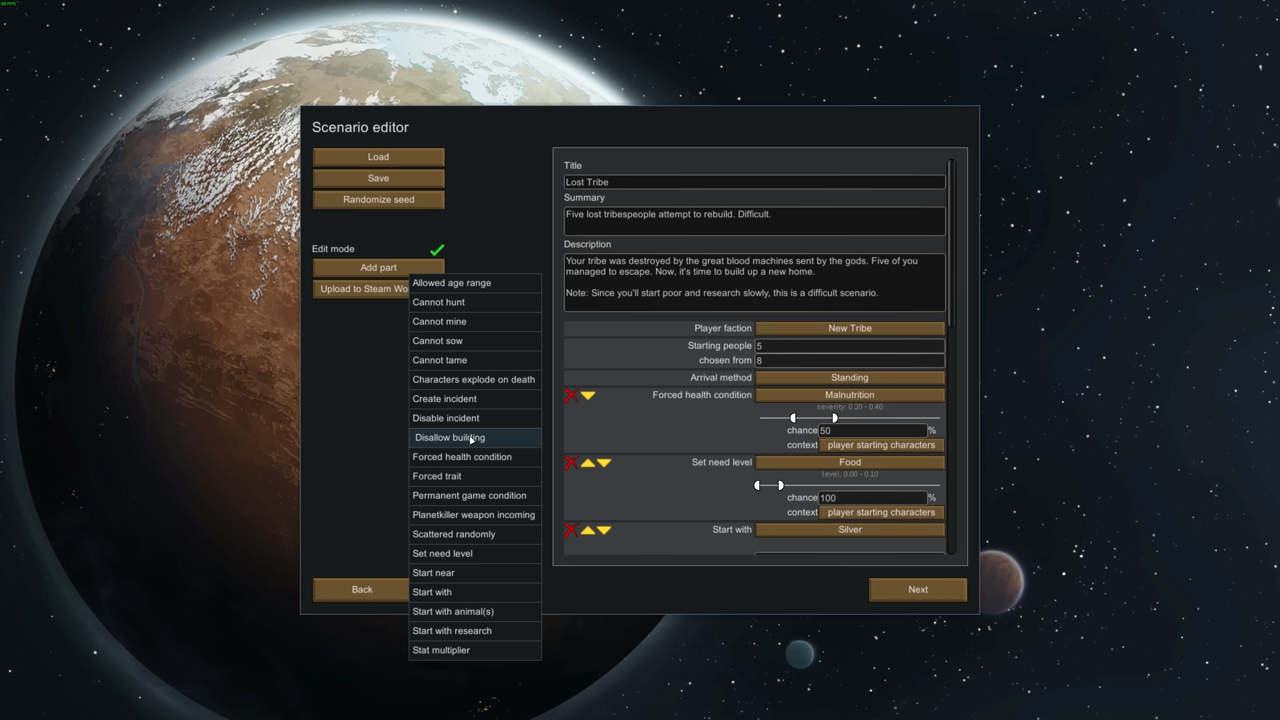 60 FPS
Scenario editor
Load
Save
Randomize seed
Edit mode
Add part
Upload to Steam Wo
Allowed age range
Cannot hunt
Cannot mine
Cannot sow
Cannot tame
Characters explode on death
Create incident
Disable incident
Disallow building
Forced health condition
Forced trait
Permanent game condition
Planetkiller weapon incoming
Scattered randomly
Set need level
Start near
Start with
Start with animal(s)
Start with research
Stat multiplier
Back
Title
Lost Tribe
Summary
Five lost tribespeople attempt to rebuild. Difficult.
Description
Your tribe was destroyed by the great blood machines sent by the gods. Five of you
managed to escape. Now, it's time to build up a new home.
Note: Since you'll start poor and research slowly, this is a difficult scenario.
Player faction New Tribe
Starting people 5
chosen from 8
Arrival method Standing
Forced health condition Malnutrition
severity: 0.20 - 0.40
chance 50 %
context player starting characters
Set need level Food
level: 0.00 - 0.10
chance 100 %
context player starting characters
Start with Silver
Next